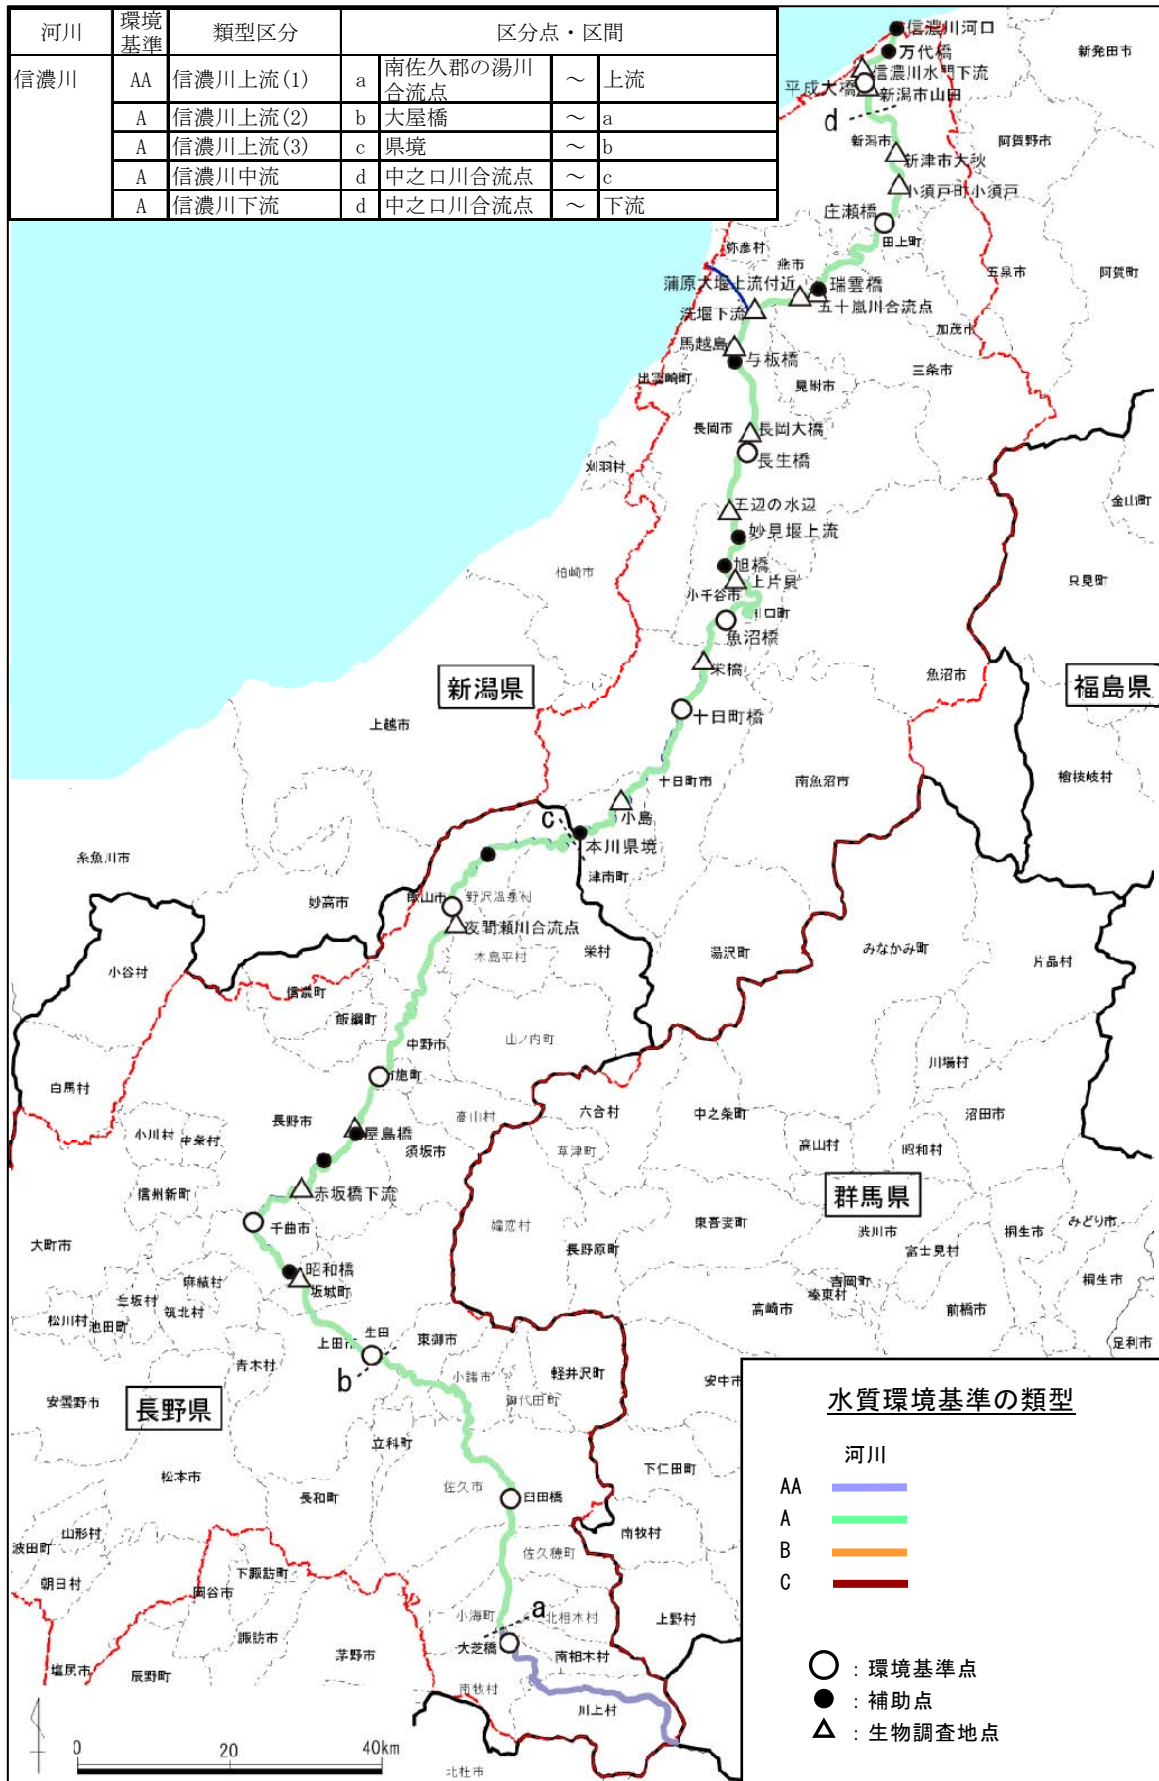 河川 環境基準 類型区分 区分点・区間
信濃川 AA 信濃川上流(1) a 南佐久郡の湯川合流点 ～ 上流
A 信濃川上流(2) b 大屋橋 ～ a
A 信濃川上流(3) c 県境 ～ b
A 信濃川中流 d 中之口川合流点 ～ c
A 信濃川下流 d 中之口川合流点 ～ 下流
信濃川河口
万代橋
新発田市
信濃川水門下流
平成大橋
新潟市山田
d
新潟市
阿賀野市
新津市大秋
小須戸町小須戸
庄瀬橋
田上町
弥彦村
燕市
五泉市
阿賀町
蒲原大堰上流付近
瑞雲橋
洗堰下流
五十嵐川合流点
加茂市
馬越島
与板橋
三条市
出雲崎町
見附市
長岡市
長岡大橋
長生橋
刈羽村
金山町
王辺の水辺
妙見堰上流
柏崎市
旭橋
上片貝
只見町
小千谷市
川口町
魚沼橋
栄橋
魚沼市
新潟県
福島県
十日町橋
上越市
十日町市
南魚沼市
檜枝岐村
小島
c
本川県境
糸魚川市
津南町
妙高市
飯山市
野沢温泉村
夜間瀬川合流点
木島平村
栄村
湯沢町
みなかみ町
片品村
小谷村
信濃町
飯綱町
中野市
山ノ内町
川場村
白馬村
高山村
六合村
中之条町
沼田市
長野市
小川村
中条村
屋島橋
須坂市
草津町
高山村
昭和村
信州新町
赤坂橋下流
群馬県
千曲市
嬬恋村
東吾妻町
渋川市
桐生市
みどり市
大町市
長野原町
富士見村
昭和橋
麻績村
坂城町
吉岡町
榛東村
桐生市
松川村
池田町
筑北村
高崎市
前橋市
生田
上田市
東御市
足利市
青木村
b
小諸市
軽井沢町
安中市
御代田町
安曇野市
長野県
立科町
松本市
下仁田町
佐久市
長和町
臼田橋
南牧村
山形村
波田町
佐久穂町
朝日村
下諏訪町
岡谷市
小海町
a
北相木村
上野村
諏訪市
大芝橋
茅野市
南相木村
塩尻市
辰野町
南牧村
川上村
北杜市
0 20 40km
水質環境基準の類型
河川
AA
A
B
C
：環境基準点
：補助点
：生物調査地点